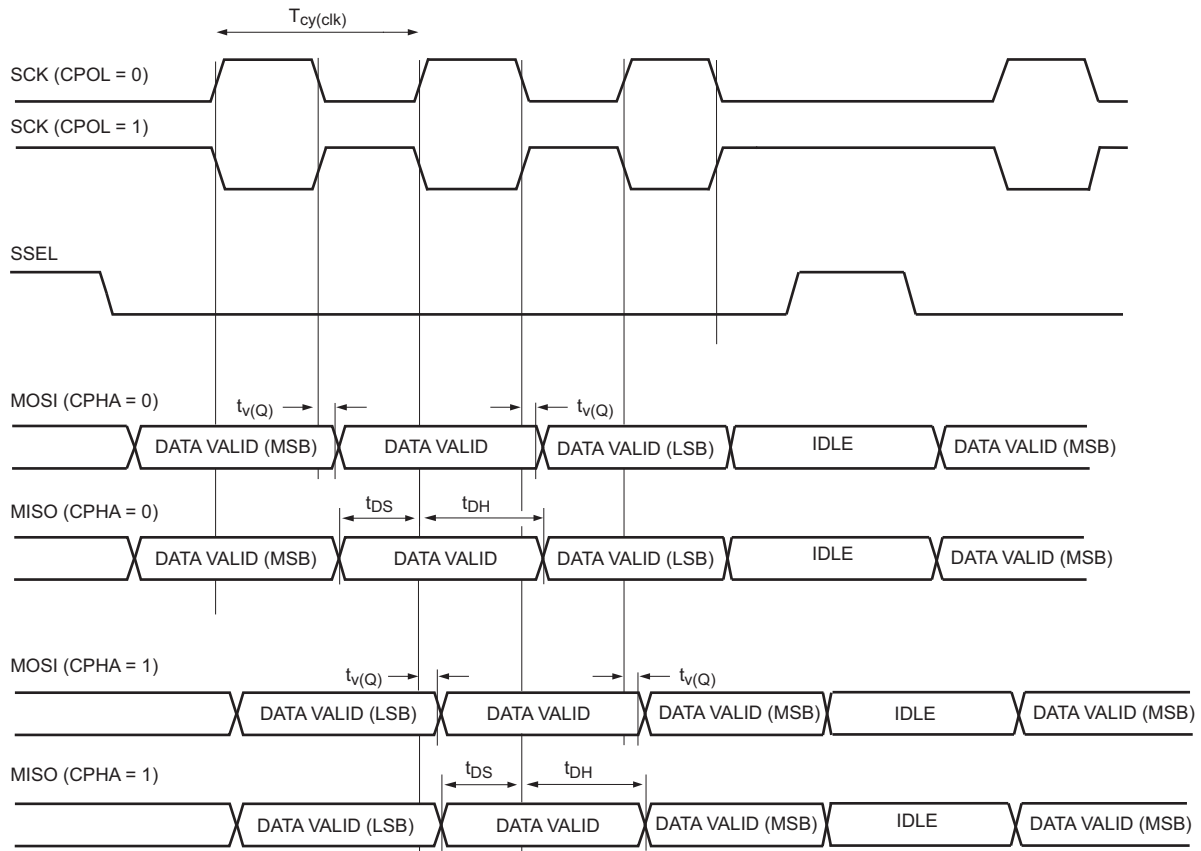 Tcy(clk)
SCK (CPOL = 0)
SCK (CPOL = 1)
SSEL
MOSI (CPHA = 0)
tv(Q)
tv(Q)
DATA VALID (MSB) DATA VALID DATA VALID (LSB) IDLE DATA VALID (MSB)
MISO (CPHA = 0)
tDS tDH
DATA VALID (MSB) DATA VALID DATA VALID (LSB) IDLE DATA VALID (MSB)
MOSI (CPHA = 1)
tv(Q)
tv(Q)
DATA VALID (LSB) DATA VALID DATA VALID (MSB) IDLE DATA VALID (MSB)
MISO (CPHA = 1)
tDS tDH
DATA VALID (LSB) DATA VALID DATA VALID (MSB) IDLE DATA VALID (MSB)